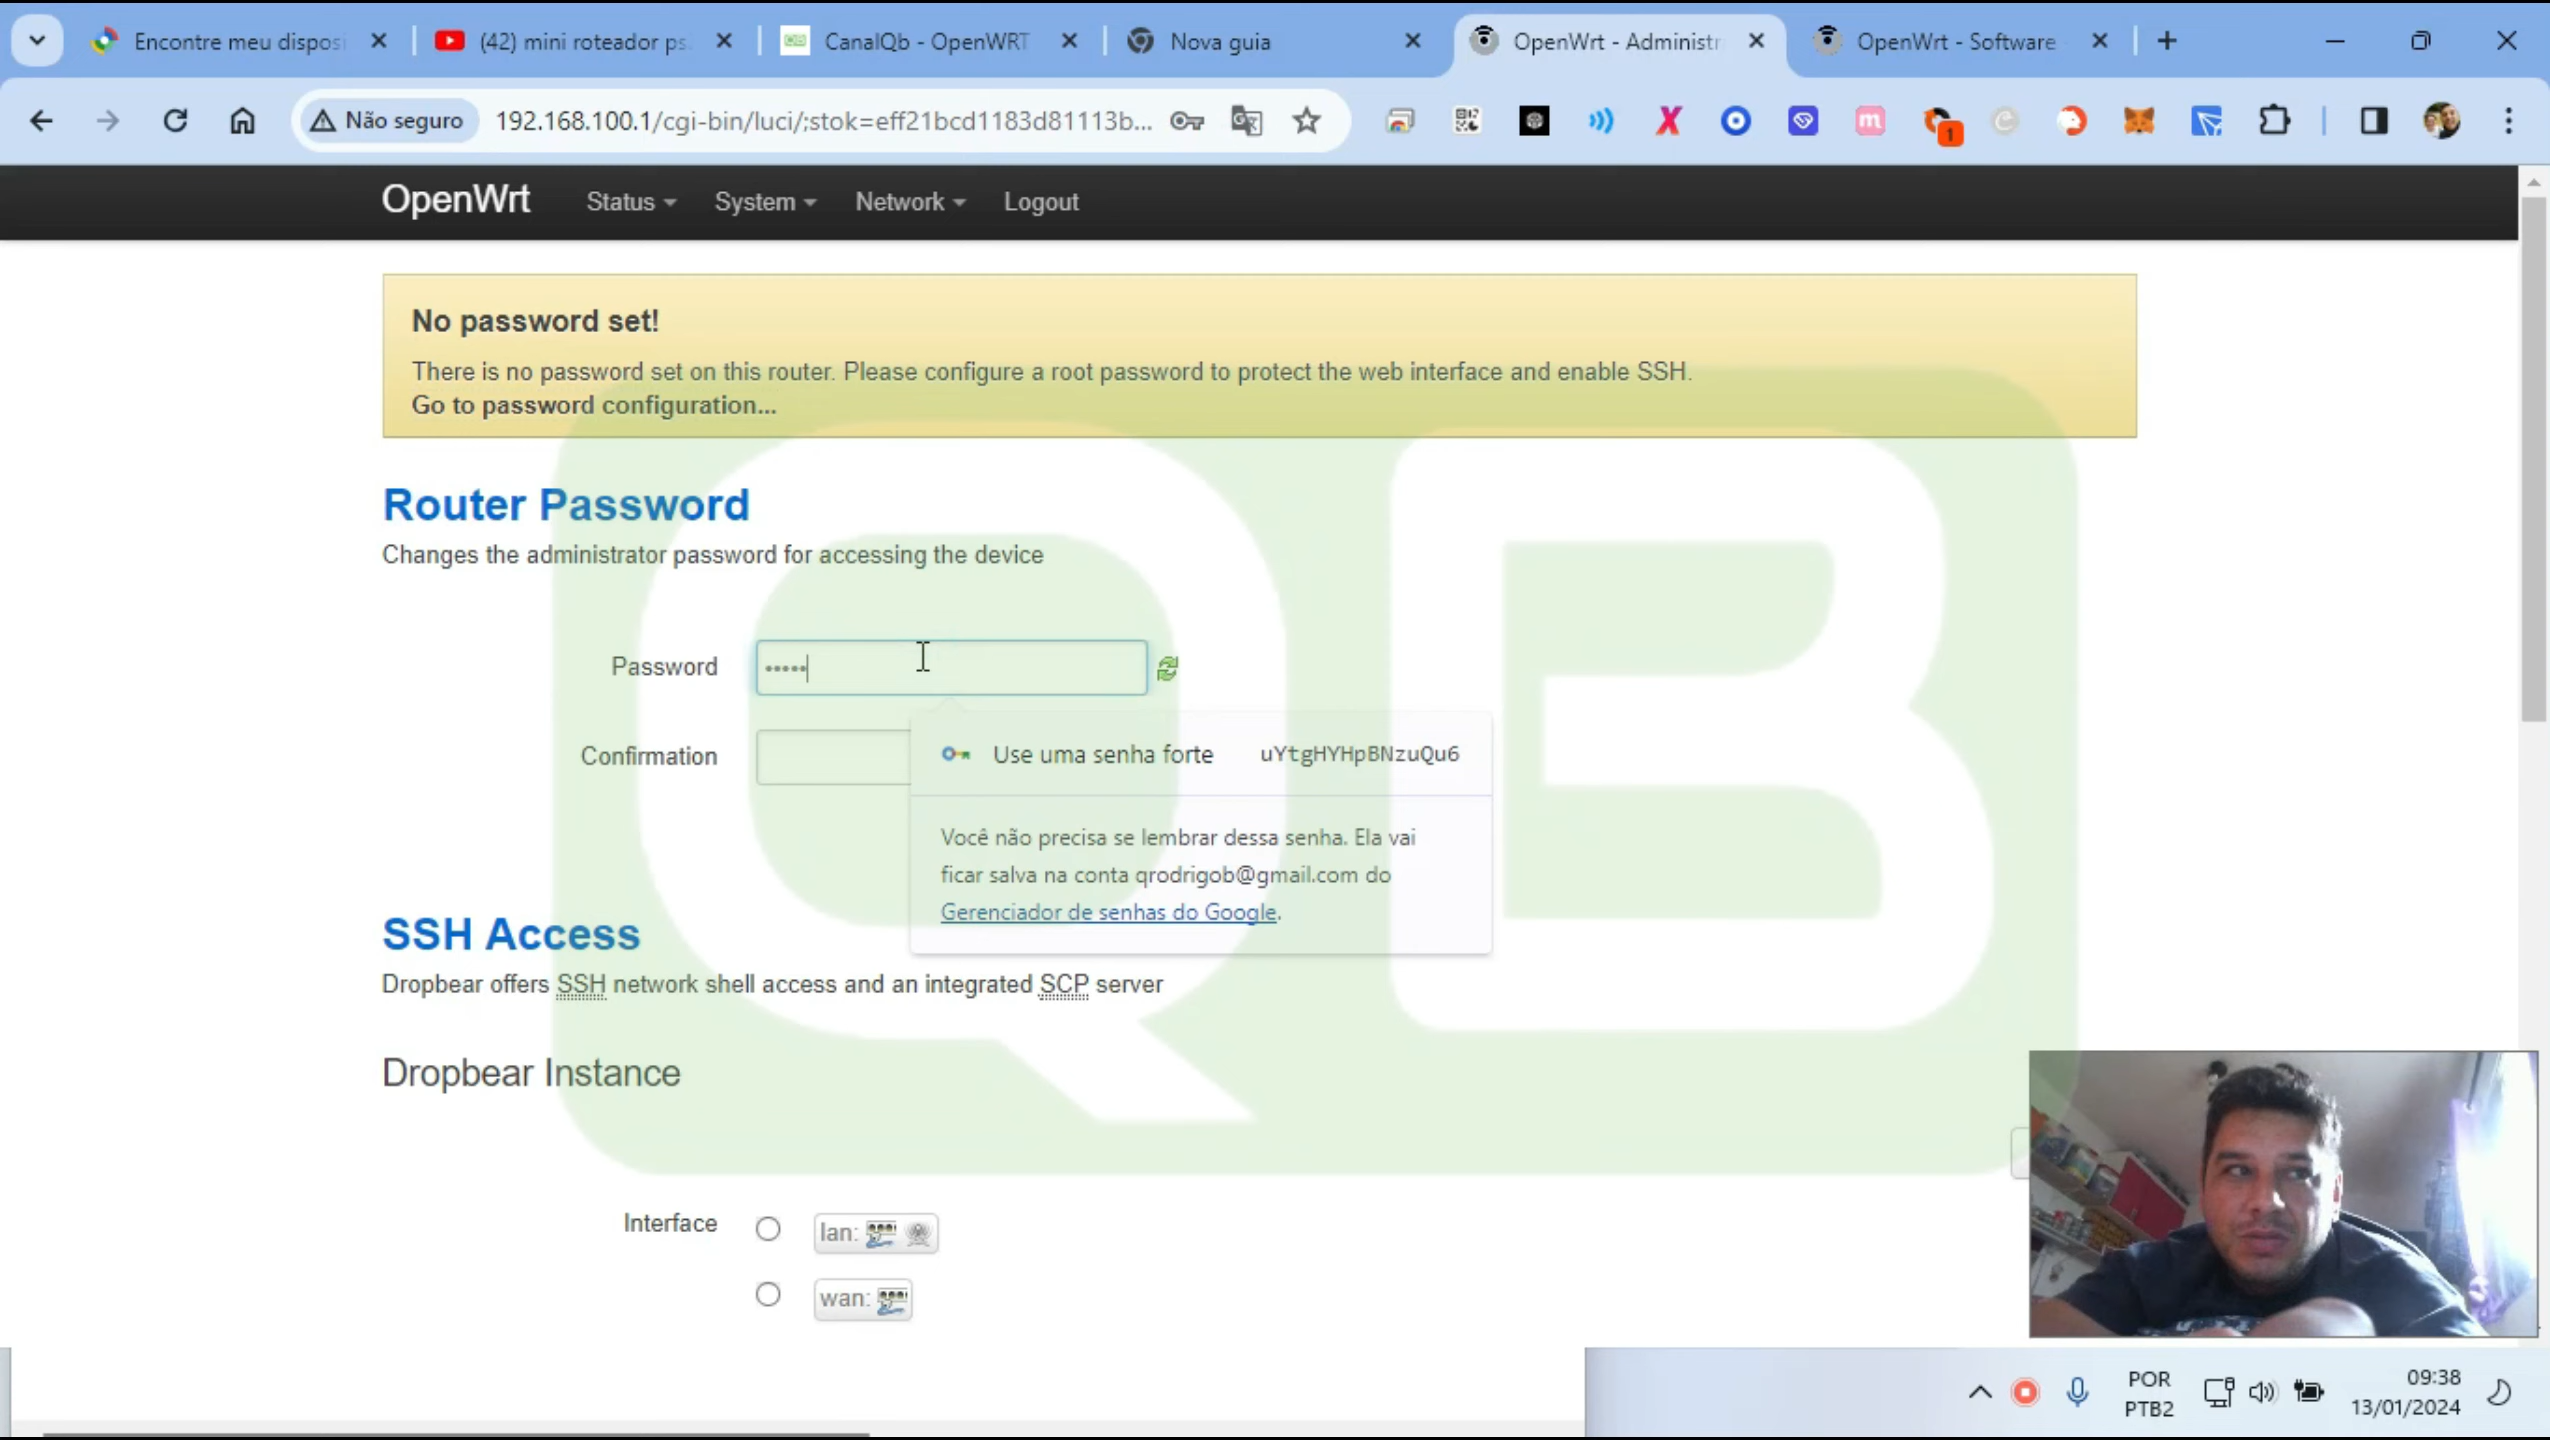 Encontre meu disposi
(42) mini roteador ps
CanalQb - OpenWRT
Nova guia
OpenWrt - Administr
OpenWrt - Software
Não seguro
192.168.100.1/cgi-bin/luci/;stok=eff21bcd1183d81113b...
1
OpenWrt
Status
System
Network
Logout
No password set!
There is no password set on this router. Please configure a root password to protect the web interface and enable SSH.
Go to password configuration...
Router Password
Changes the administrator password for accessing the device
Password
•••••
Confirmation
Use uma senha forte uYtgHYHpBNzuQu6
Você não precisa se lembrar dessa senha. Ela vai
ficar salva na conta qrodrigob@gmail.com do
Gerenciador de senhas do Google.
SSH Access
Dropbear offers SSH network shell access and an integrated SCP server
Dropbear Instance
Interface
lan:
wan:
QB
POR
PTB2
09:38
13/01/2024